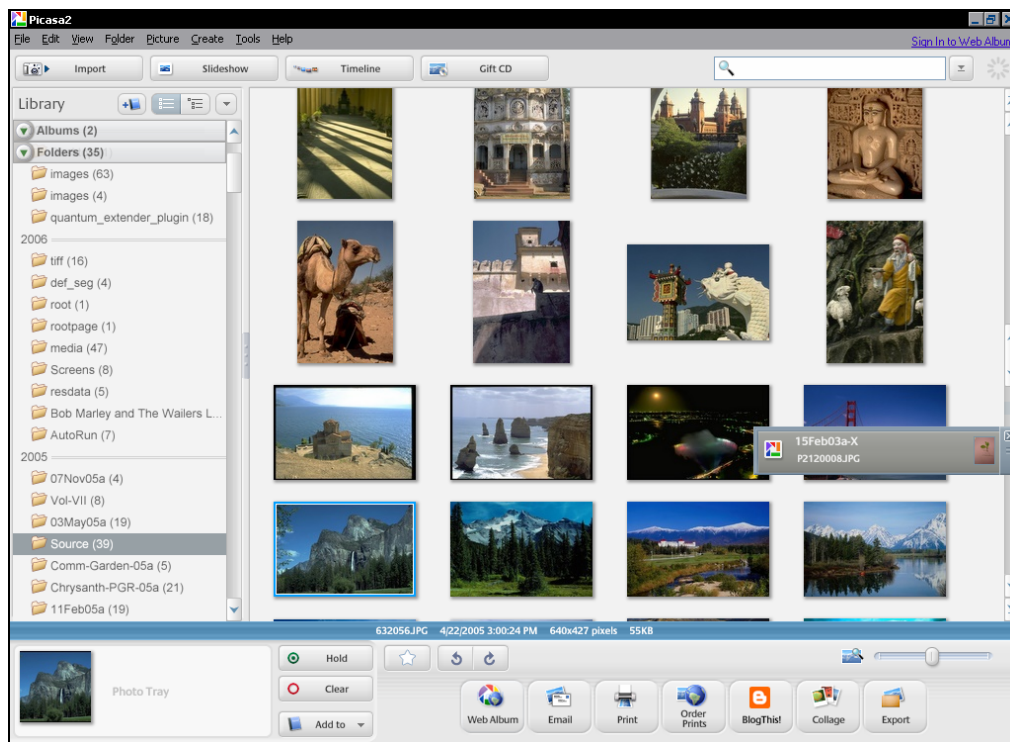 Picasa2
File Edit View Folder Picture Create Tools Help
Sign In to Web Album
Import Slideshow Timeline Gift CD
Library
Albums (2)
Folders (35)
images (63)
images (4)
quantum_extender_plugin (18)
2006
tiff (16)
def_seg (4)
root (1)
rootpage (1)
media (47)
Screens (8)
resdata (5)
Bob Marley and The Wailers L...
AutoRun (7)
2005
07Nov05a (4)
Vol-VII (8)
03May05a (19)
Source (39)
Comm-Garden-05a (5)
Chrysanth-PGR-05a (21)
11Feb05a (19)
15Feb03a-X
P2120008.JPG
632056.JPG 4/22/2005 3:00:24 PM 640x427 pixels 55KB
Photo Tray
Hold
Clear
Add to
Web Album
Email
Print
Order
Prints
BlogThis!
Collage
Export